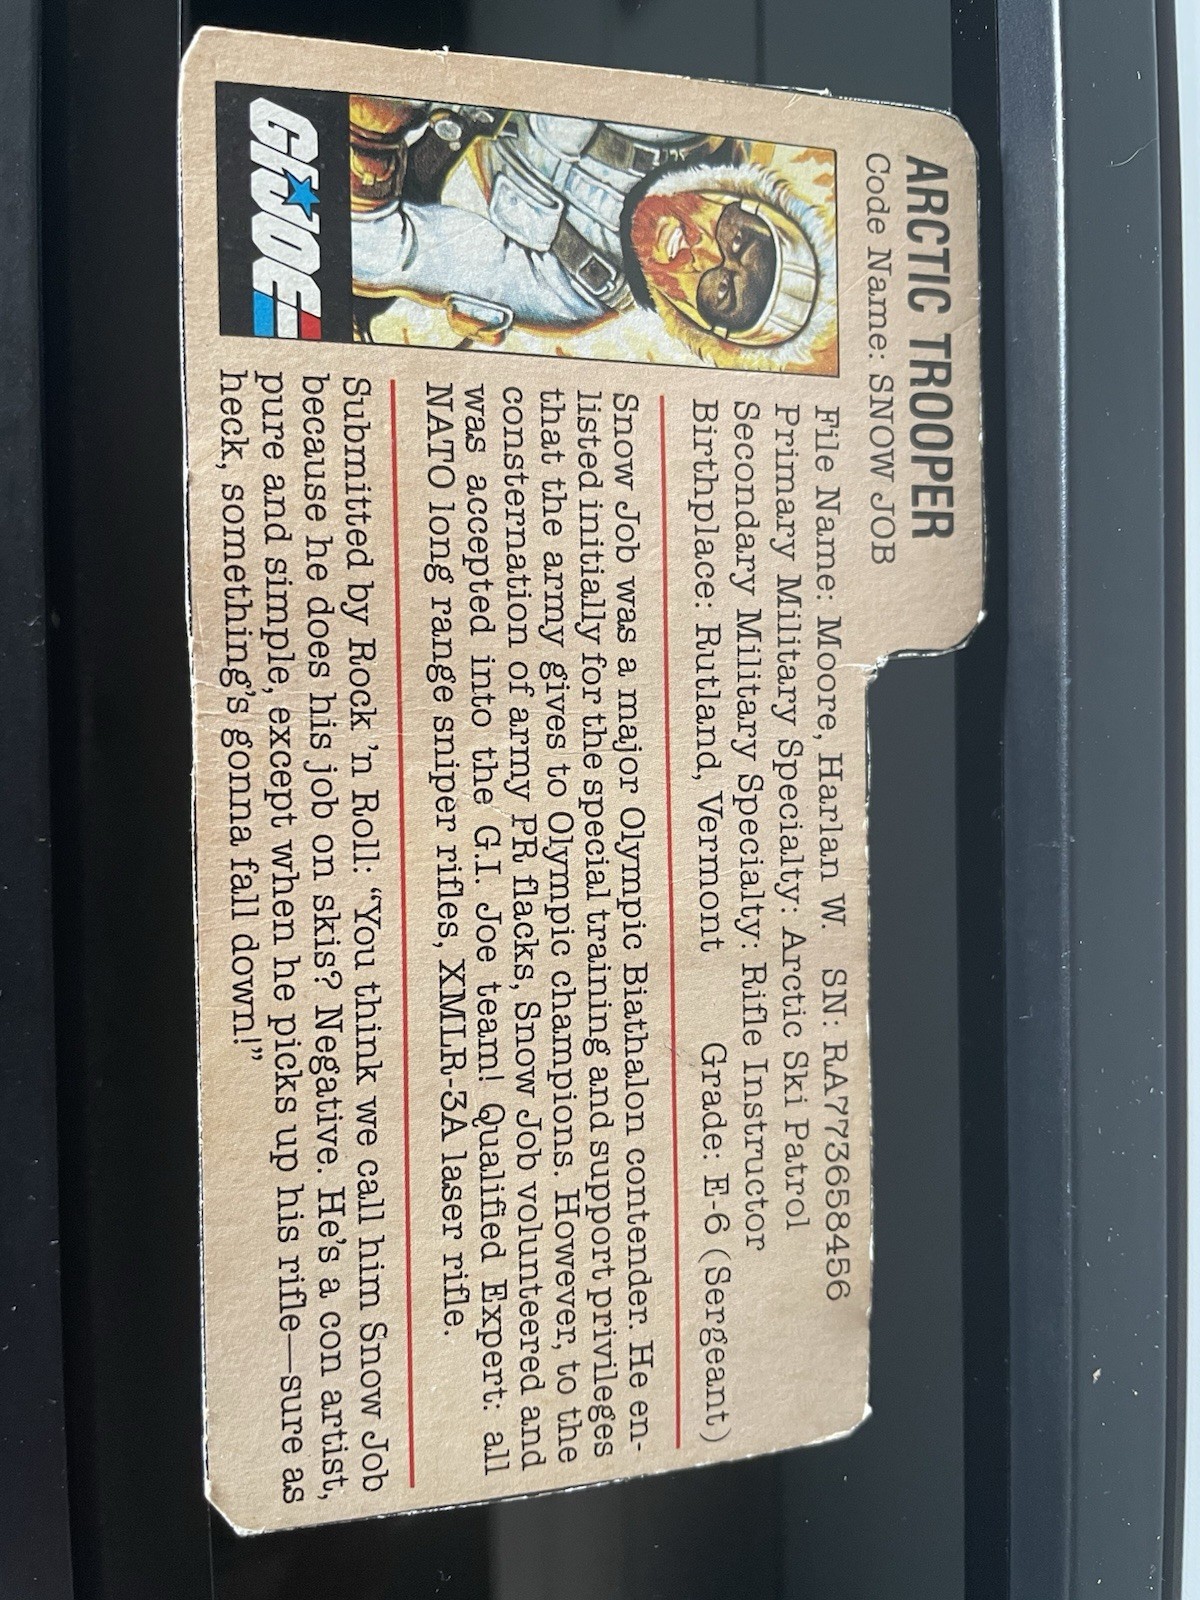 ARCTIC TROOPER
Code Name: SNOW JOB
File Name: Moore, Harlan W. SN: RA773658456
Primary Military Specialty: Arctic Ski Patrol
Secondary Military Specialty: Rifle Instructor
Birthplace: Rutland, Vermont Grade: E-6 (Sergeant)
Snow Job was a major Olympic Biathalon contender. He en-
listed initially for the special training and support privileges
that the army gives to Olympic champions. However, to the
consternation of army PR flacks, Snow Job volunteered and
was accepted into the G.I. Joe team! Qualified Expert: all
NATO long range sniper rifles, XMLR-3A laser rifle.
Submitted by Rock 'n Roll: “You think we call him Snow Job
because he does his job on skis? Negative. He's a con artist,
pure and simple, except when he picks up his rifle—sure as
heck, something's gonna fall down!”
GI JOE